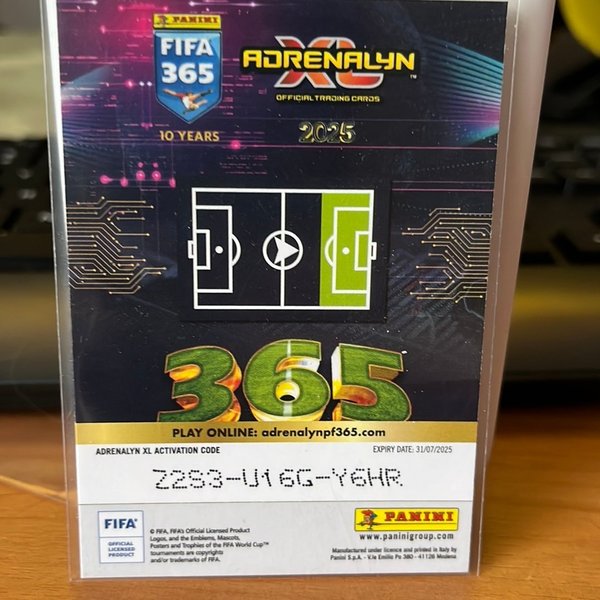 PANINI
FIFA
365
10 YEARS
ADRENALYN
XL™
OFFICIAL TRADING CARDS
2025
365
PLAY ONLINE: adrenalynpf365.com
ADRENALYN XL ACTIVATION CODE
EXPIRY DATE: 31/07/2025
Z2S3-U16G-Y6HR
FIFA®
OFFICIAL
LICENSED
PRODUCT
© FIFA, FIFA's Official Licensed Product
Logos, and the Emblems, Mascots,
Posters and Trophies of the FIFA World Cup™
tournaments are copyrights
and/or trademarks of FIFA.
PANINI
www.paninigroup.com
Manufactured under licence and printed in Italy by
Panini S.p.A. - V.le Emilio Po 380 - 41126 Modena